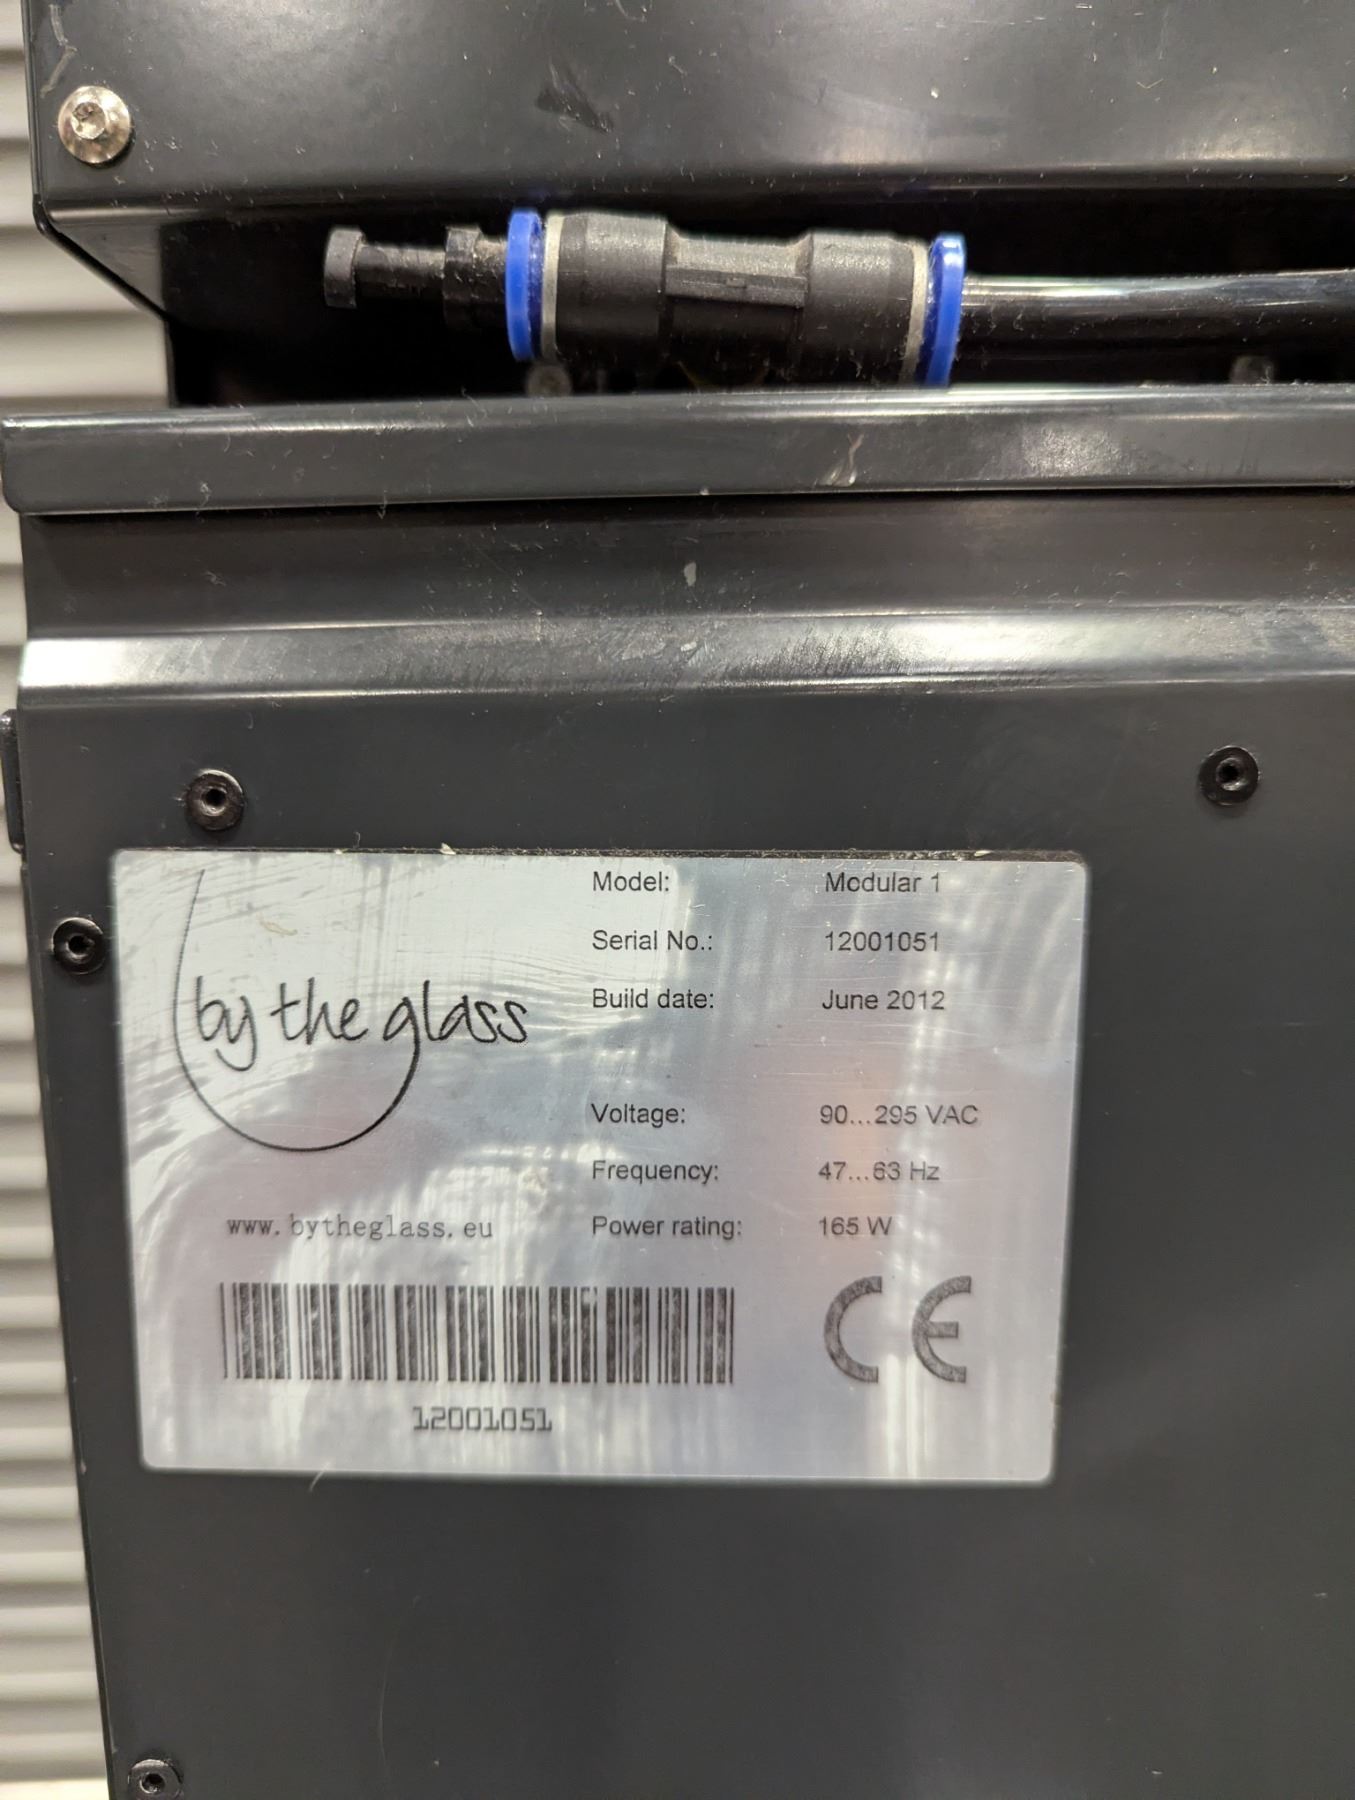 by the glass
www.bytheglass.eu
Model: Modular 1
Serial No.: 12001051
Build date: June 2012
Voltage: 90...295 VAC
Frequency: 47...63 Hz
Power rating: 165 W
CE
12001051